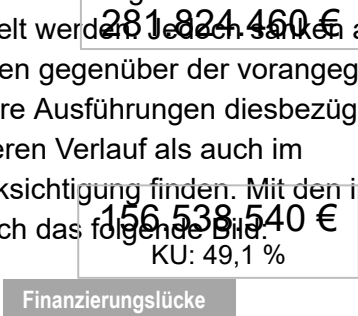 281.824.460 €
elt werden. Jedoch sanken a
en gegenüber der vorangeg
re Ausführungen diesbezüg
eren Verlauf als auch im
ksichtigung finden. Mit den i
156.538.540 €
ch das folgende Bild:
KU: 49,1 %
Finanzierungslücke